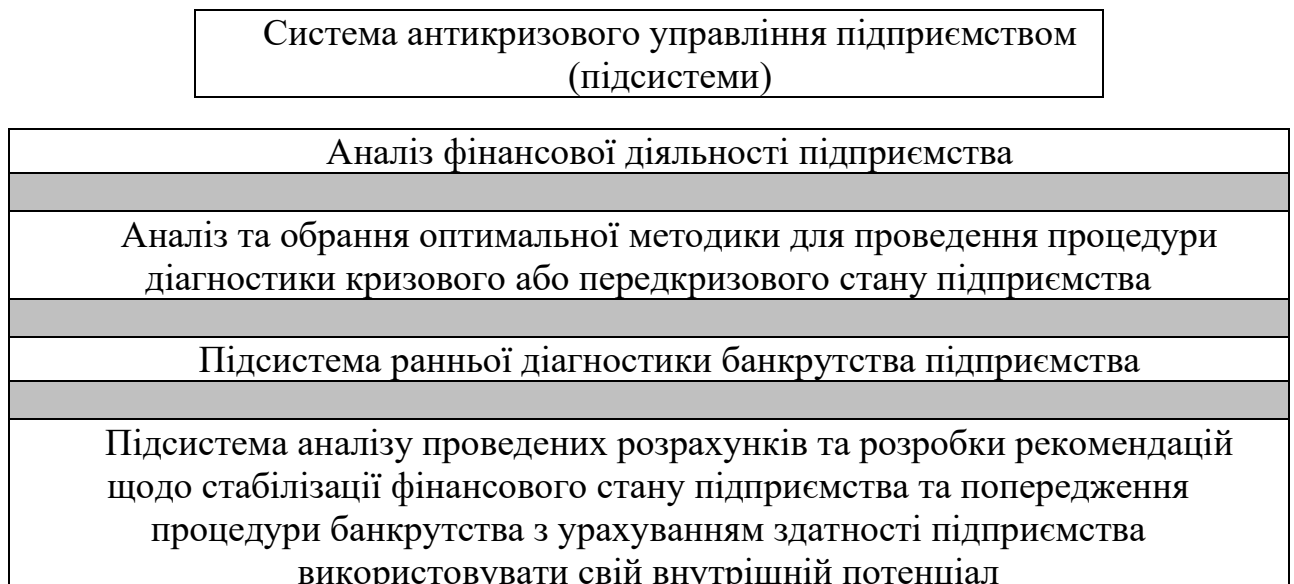 Система антикризового управління підприємством
(підсистеми)
Аналіз фінансової діяльності підприємства
Аналіз та обрання оптимальної методики для проведення процедури
діагностики кризового або передкризового стану підприємства
Підсистема ранньої діагностики банкрутства підприємства
Підсистема аналізу проведених розрахунків та розробки рекомендацій
щодо стабілізації фінансового стану підприємства та попередження
процедури банкрутства з урахуванням здатності підприємства
використовувати свій внутрішній потенціал